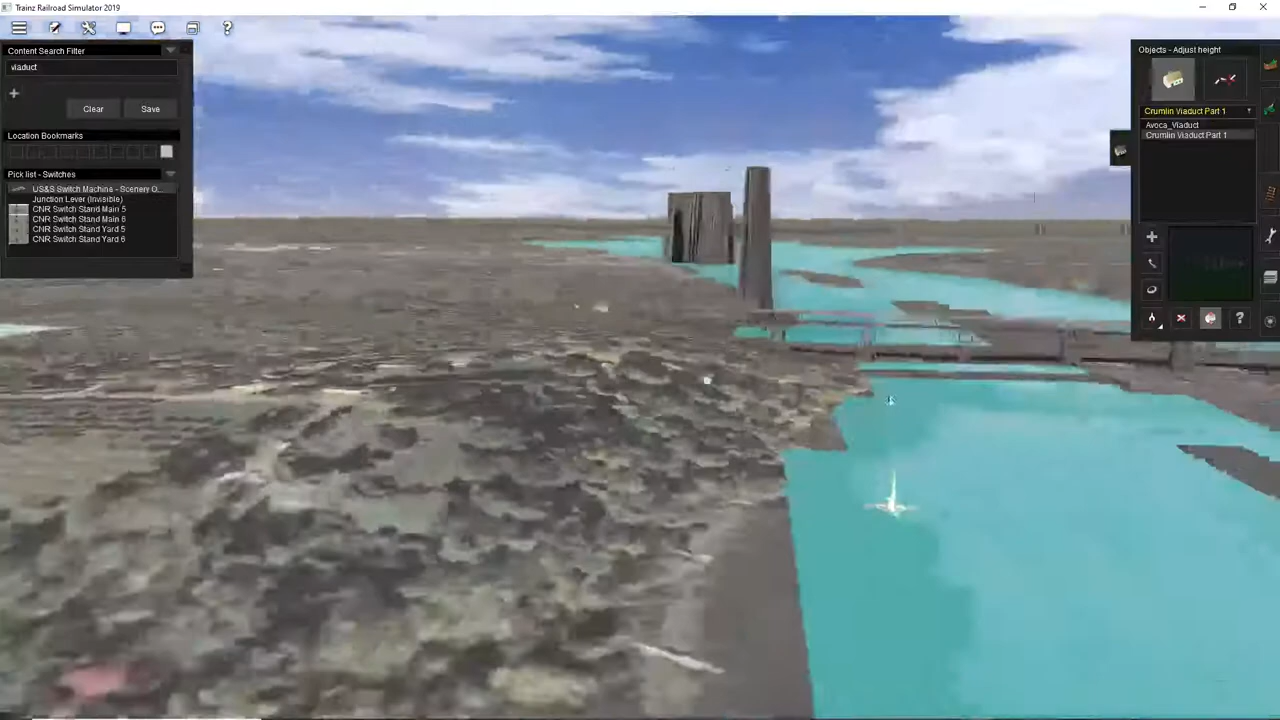 Trainz Railroad Simulator 2019
Content Search Filter
viaduct
Clear
Save
Location Bookmarks
Pick list - Switches
US&S Switch Machine - Scenery O...
Junction Lever (Invisible)
CNR Switch Stand Main 5
CNR Switch Stand Main 6
CNR Switch Stand Yard 5
CNR Switch Stand Yard 6
Objects - Adjust height
Crumlin Viaduct Part 1
Avoca_Viaduct
Crumlin Viaduct Part 1